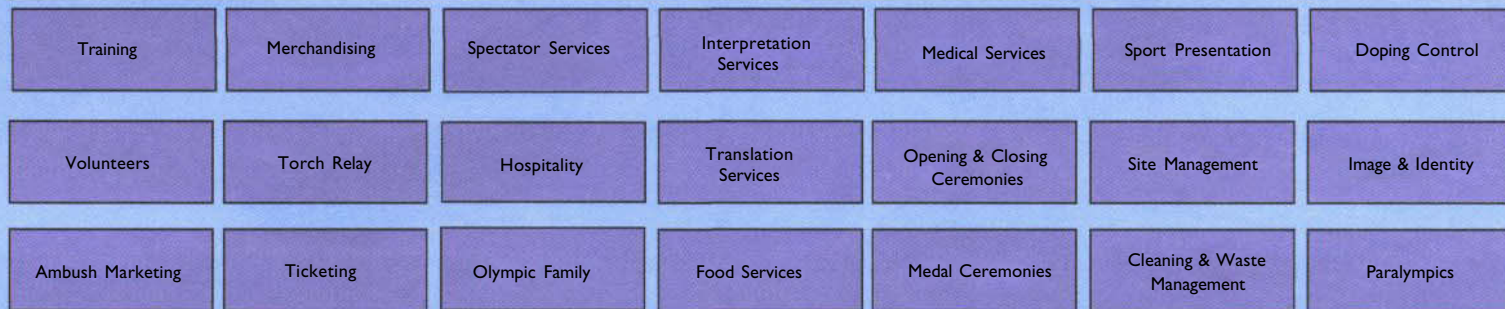 Training
Merchandising
Spectator Services
Interpretation
Services
Medical Services
Sport Presentation
Doping Control
Volunteers
Torch Relay
Hospitality
Translation
Services
Opening & Closing
Ceremonies
Site Management
Image & Identity
Ambush Marketing
Ticketing
Olympic Family
Food Services
Medal Ceremonies
Cleaning & Waste
Management
Paralympics